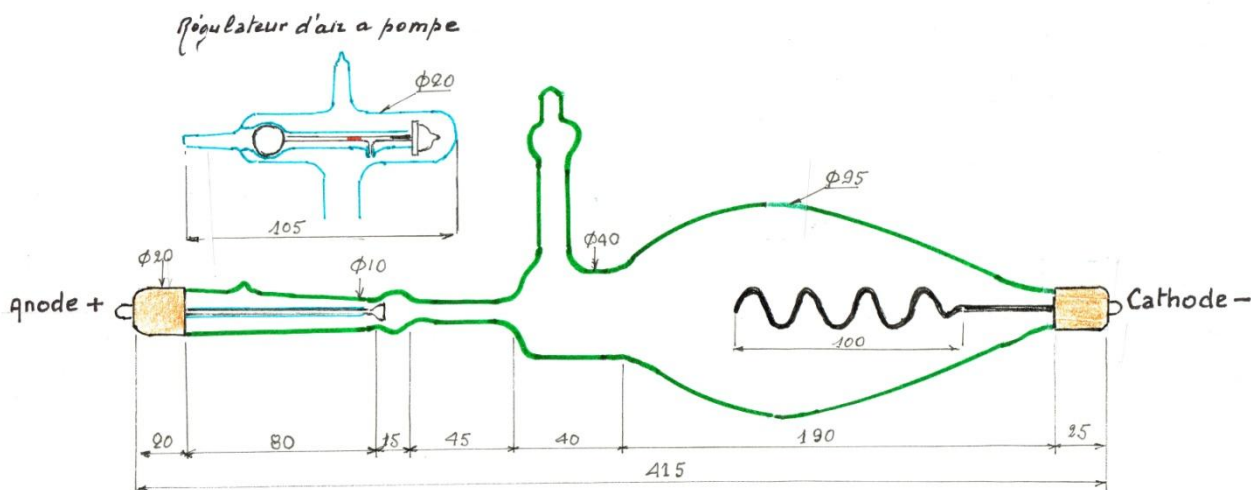 Régulateur d'air a pompe
Φ20
105
Φ20
Φ10
Φ40
Φ95
Anode +
Cathode -
100
20
80
15
45
40
190
25
415